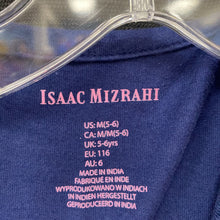 ISAAC MIZRAHI
US: M(5-6)
CA: M/M(5-6)
UK: 5-6yrs
EU: 116
AU: 6
MADE IN INDIA
FABRIQUÉ EN INDE
WYPRODUKOWANO W INDIACH
IN INDIEN HERGESTELLT
GEPRODUCEERD IN INDIA